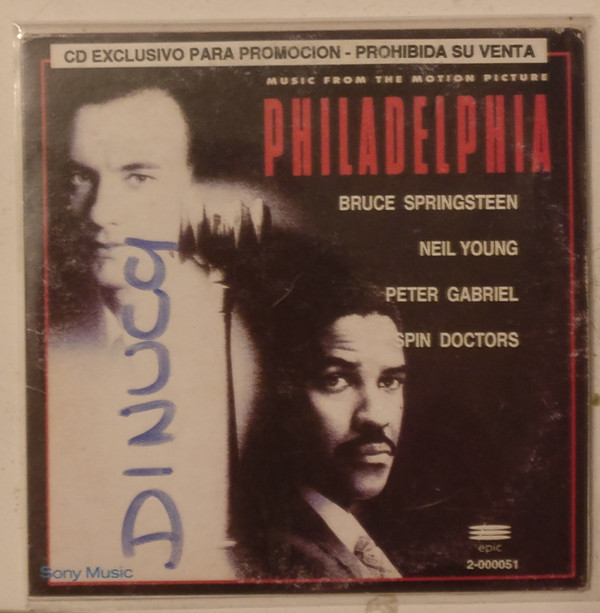 CD EXCLUSIVO PARA PROMOCION - PROHIBIDA SU VENTA
MUSIC FROM THE MOTION PICTURE
PHILADELPHIA
BRUCE SPRINGSTEEN
NEIL YOUNG
PETER GABRIEL
SPIN DOCTORS
DINUCCI
epic
2-000051
Sony Music